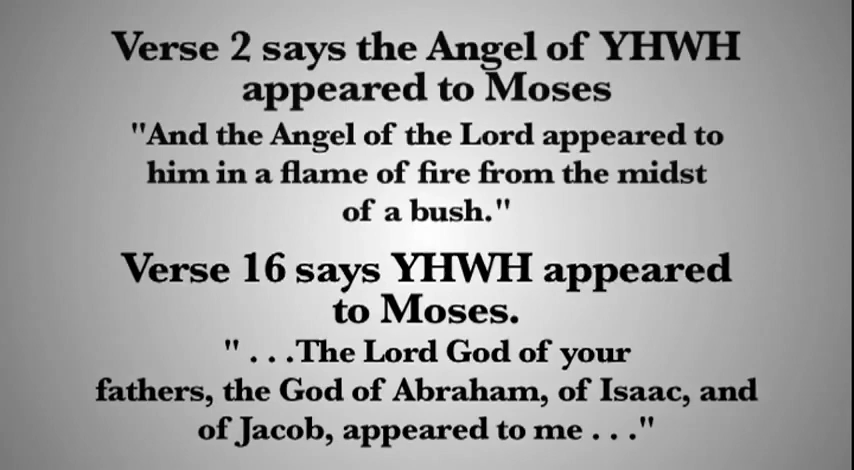 Verse 2 says the Angel of YHWH
appeared to Moses
"And the Angel of the Lord appeared to
him in a flame of fire from the midst
of a bush."
Verse 16 says YHWH appeared
to Moses.
" . . .The Lord God of your
fathers, the God of Abraham, of Isaac, and
of Jacob, appeared to me . . ."